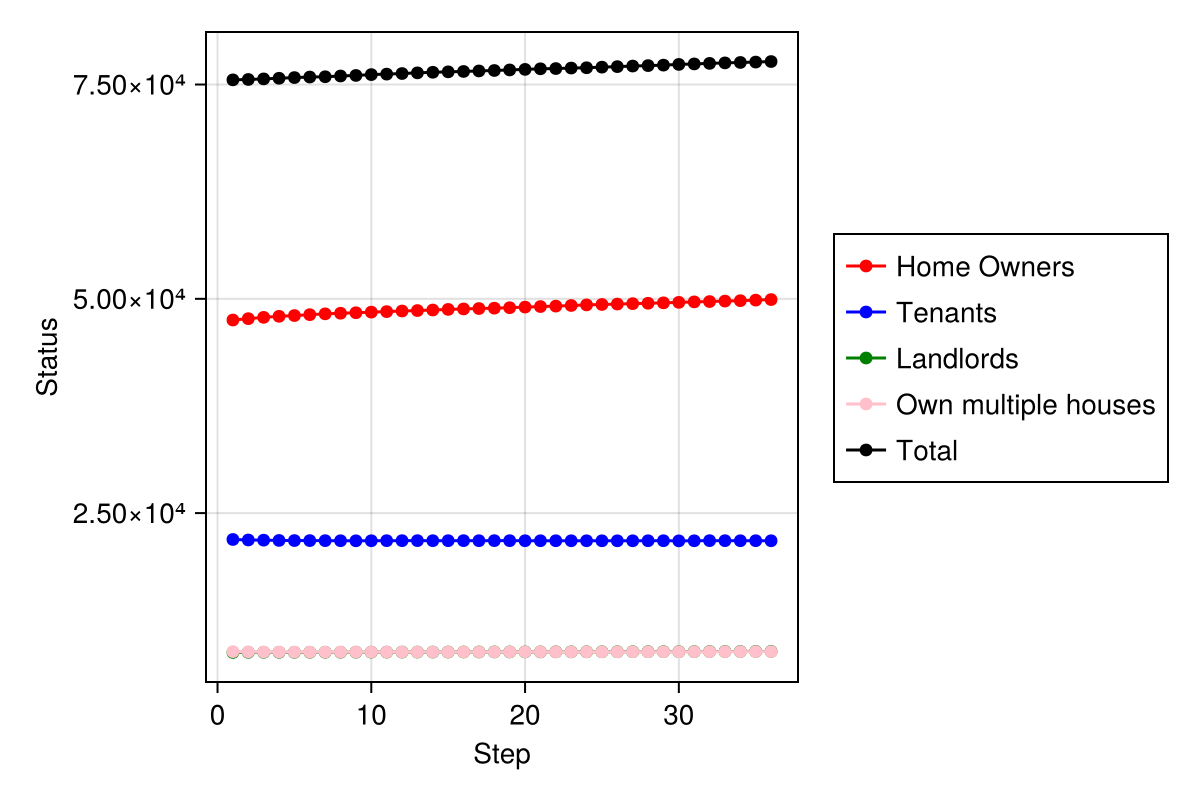 7.50×10⁴
5.00×10⁴
2.50×10⁴
Status
0 10 20 30
Step
Home Owners
Tenants
Landlords
Own multiple houses
Total